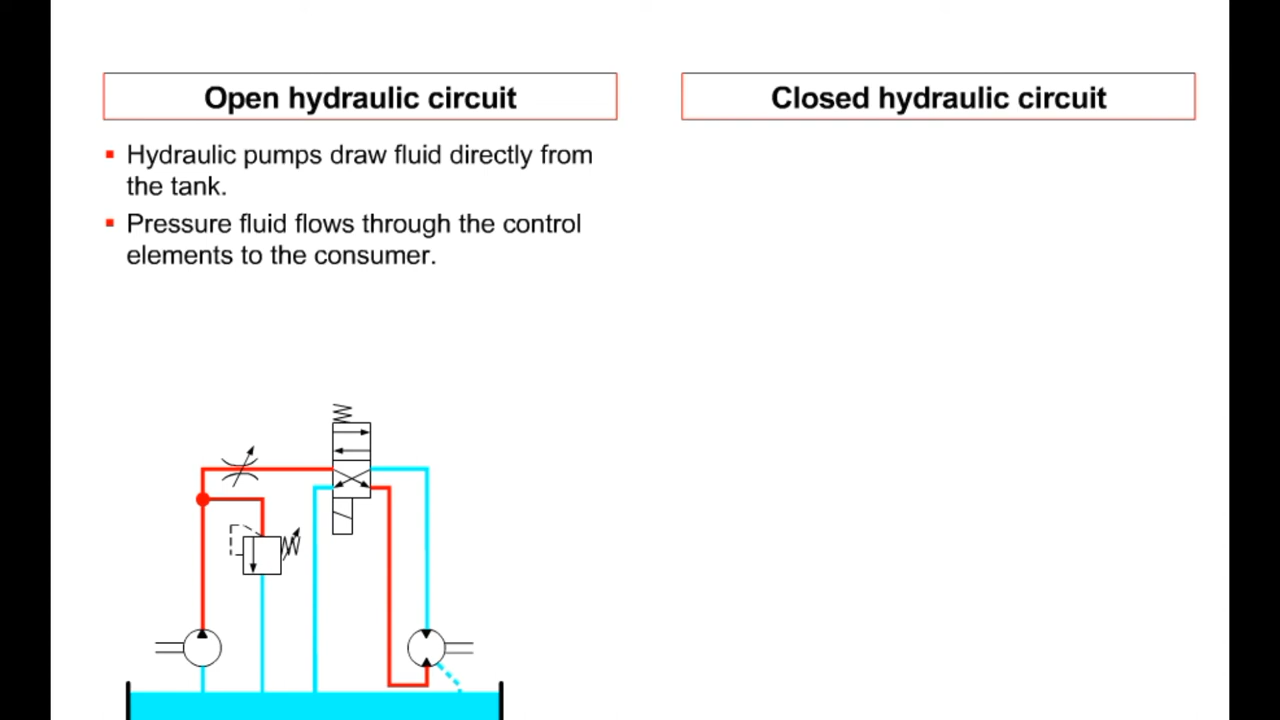 Open hydraulic circuit
Closed hydraulic circuit
Hydraulic pumps draw fluid directly from
the tank.
Pressure fluid flows through the control
elements to the consumer.